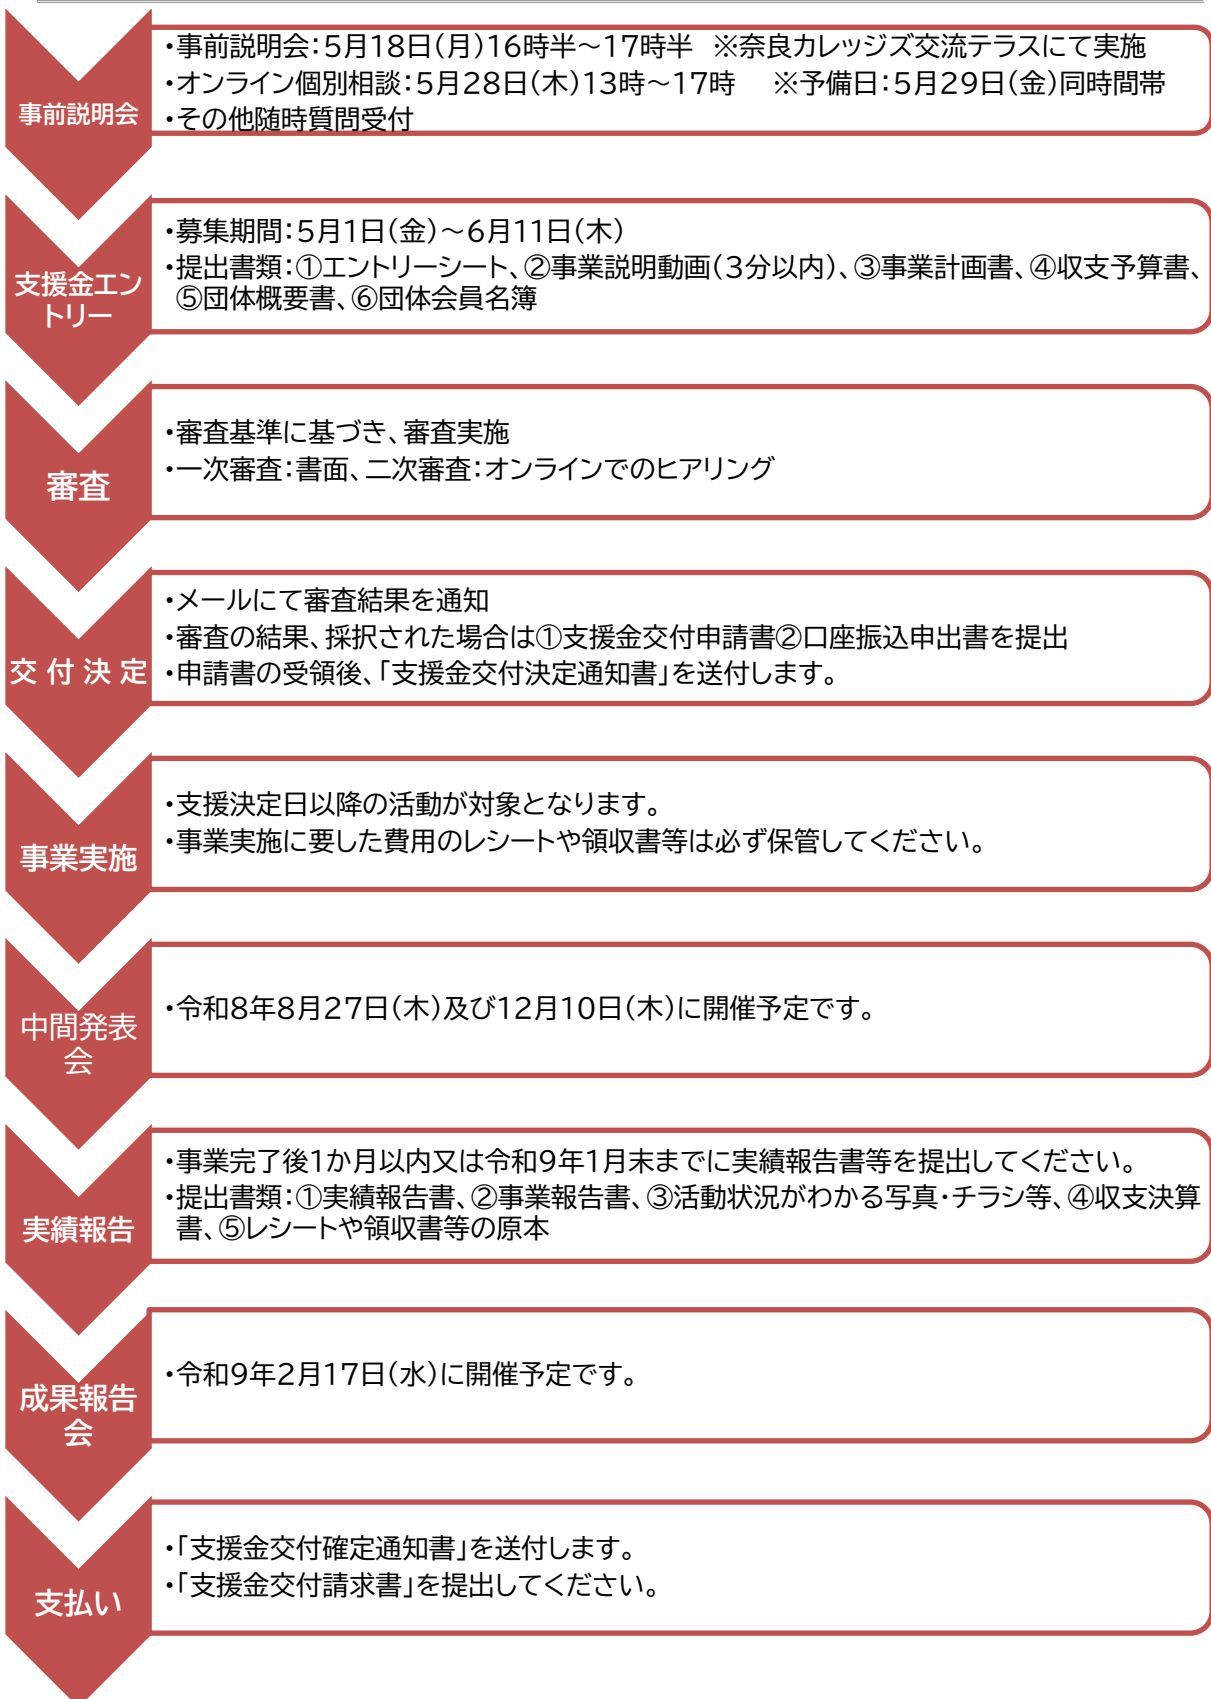 事前説明会
・事前説明会：5月18日(月)16時半～17時半　※奈良カレッジズ交流テラスにて実施
・オンライン個別相談：5月28日(木)13時～17時　※予備日：5月29日(金)同時間帯
・その他随時質問受付
支援金エン
トリー
・募集期間：5月1日(金)～6月11日(木)
・提出書類：①エントリーシート、②事業説明動画(3分以内)、③事業計画書、④収支予算書、
⑤団体概要書、⑥団体会員名簿
審査
・審査基準に基づき、審査実施
・一次審査：書面、二次審査：オンラインでのヒアリング
交付決定
・メールにて審査結果を通知
・審査の結果、採択された場合は①支援金交付申請書②口座振込申出書を提出
・申請書の受領後、「支援金交付決定通知書」を送付します。
事業実施
・支援決定日以降の活動が対象となります。
・事業実施に要した費用のレシートや領収書等は必ず保管してください。
中間発表
会
・令和8年8月27日(木)及び12月10日(木)に開催予定です。
実績報告
・事業完了後1か月以内又は令和9年1月末までに実績報告書等を提出してください。
・提出書類：①実績報告書、②事業報告書、③活動状況がわかる写真・チラシ等、④収支決算
書、⑤レシートや領収書等の原本
成果報告
会
・令和9年2月17日(水)に開催予定です。
支払い
・「支援金交付確定通知書」を送付します。
・「支援金交付請求書」を提出してください。